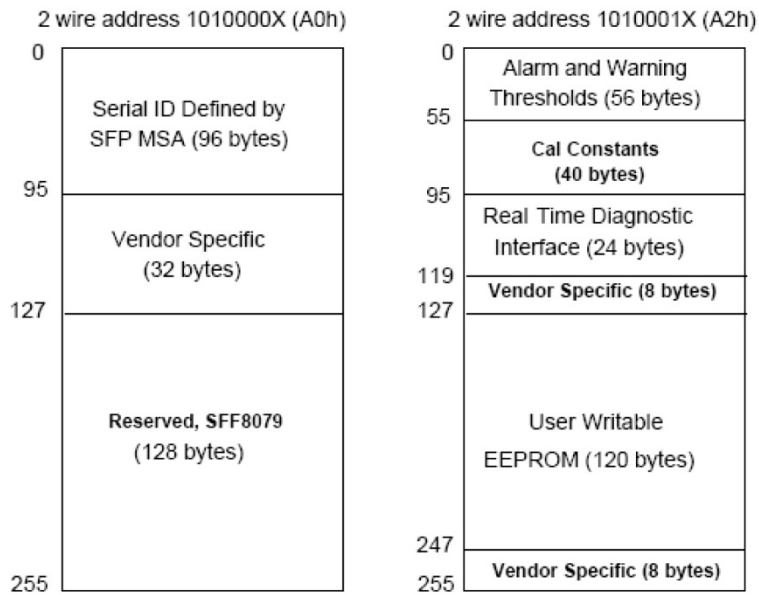 2 wire address 1010000X (A0h)
0
Serial ID Defined by
SFP MSA (96 bytes)
95
Vendor Specific
(32 bytes)
127
Reserved, SFF8079
(128 bytes)
255
2 wire address 1010001X (A2h)
0
Alarm and Warning
Thresholds (56 bytes)
55
Cal Constants
(40 bytes)
95
Real Time Diagnostic
Interface (24 bytes)
119
Vendor Specific (8 bytes)
127
User Writable
EEPROM (120 bytes)
247
Vendor Specific (8 bytes)
255